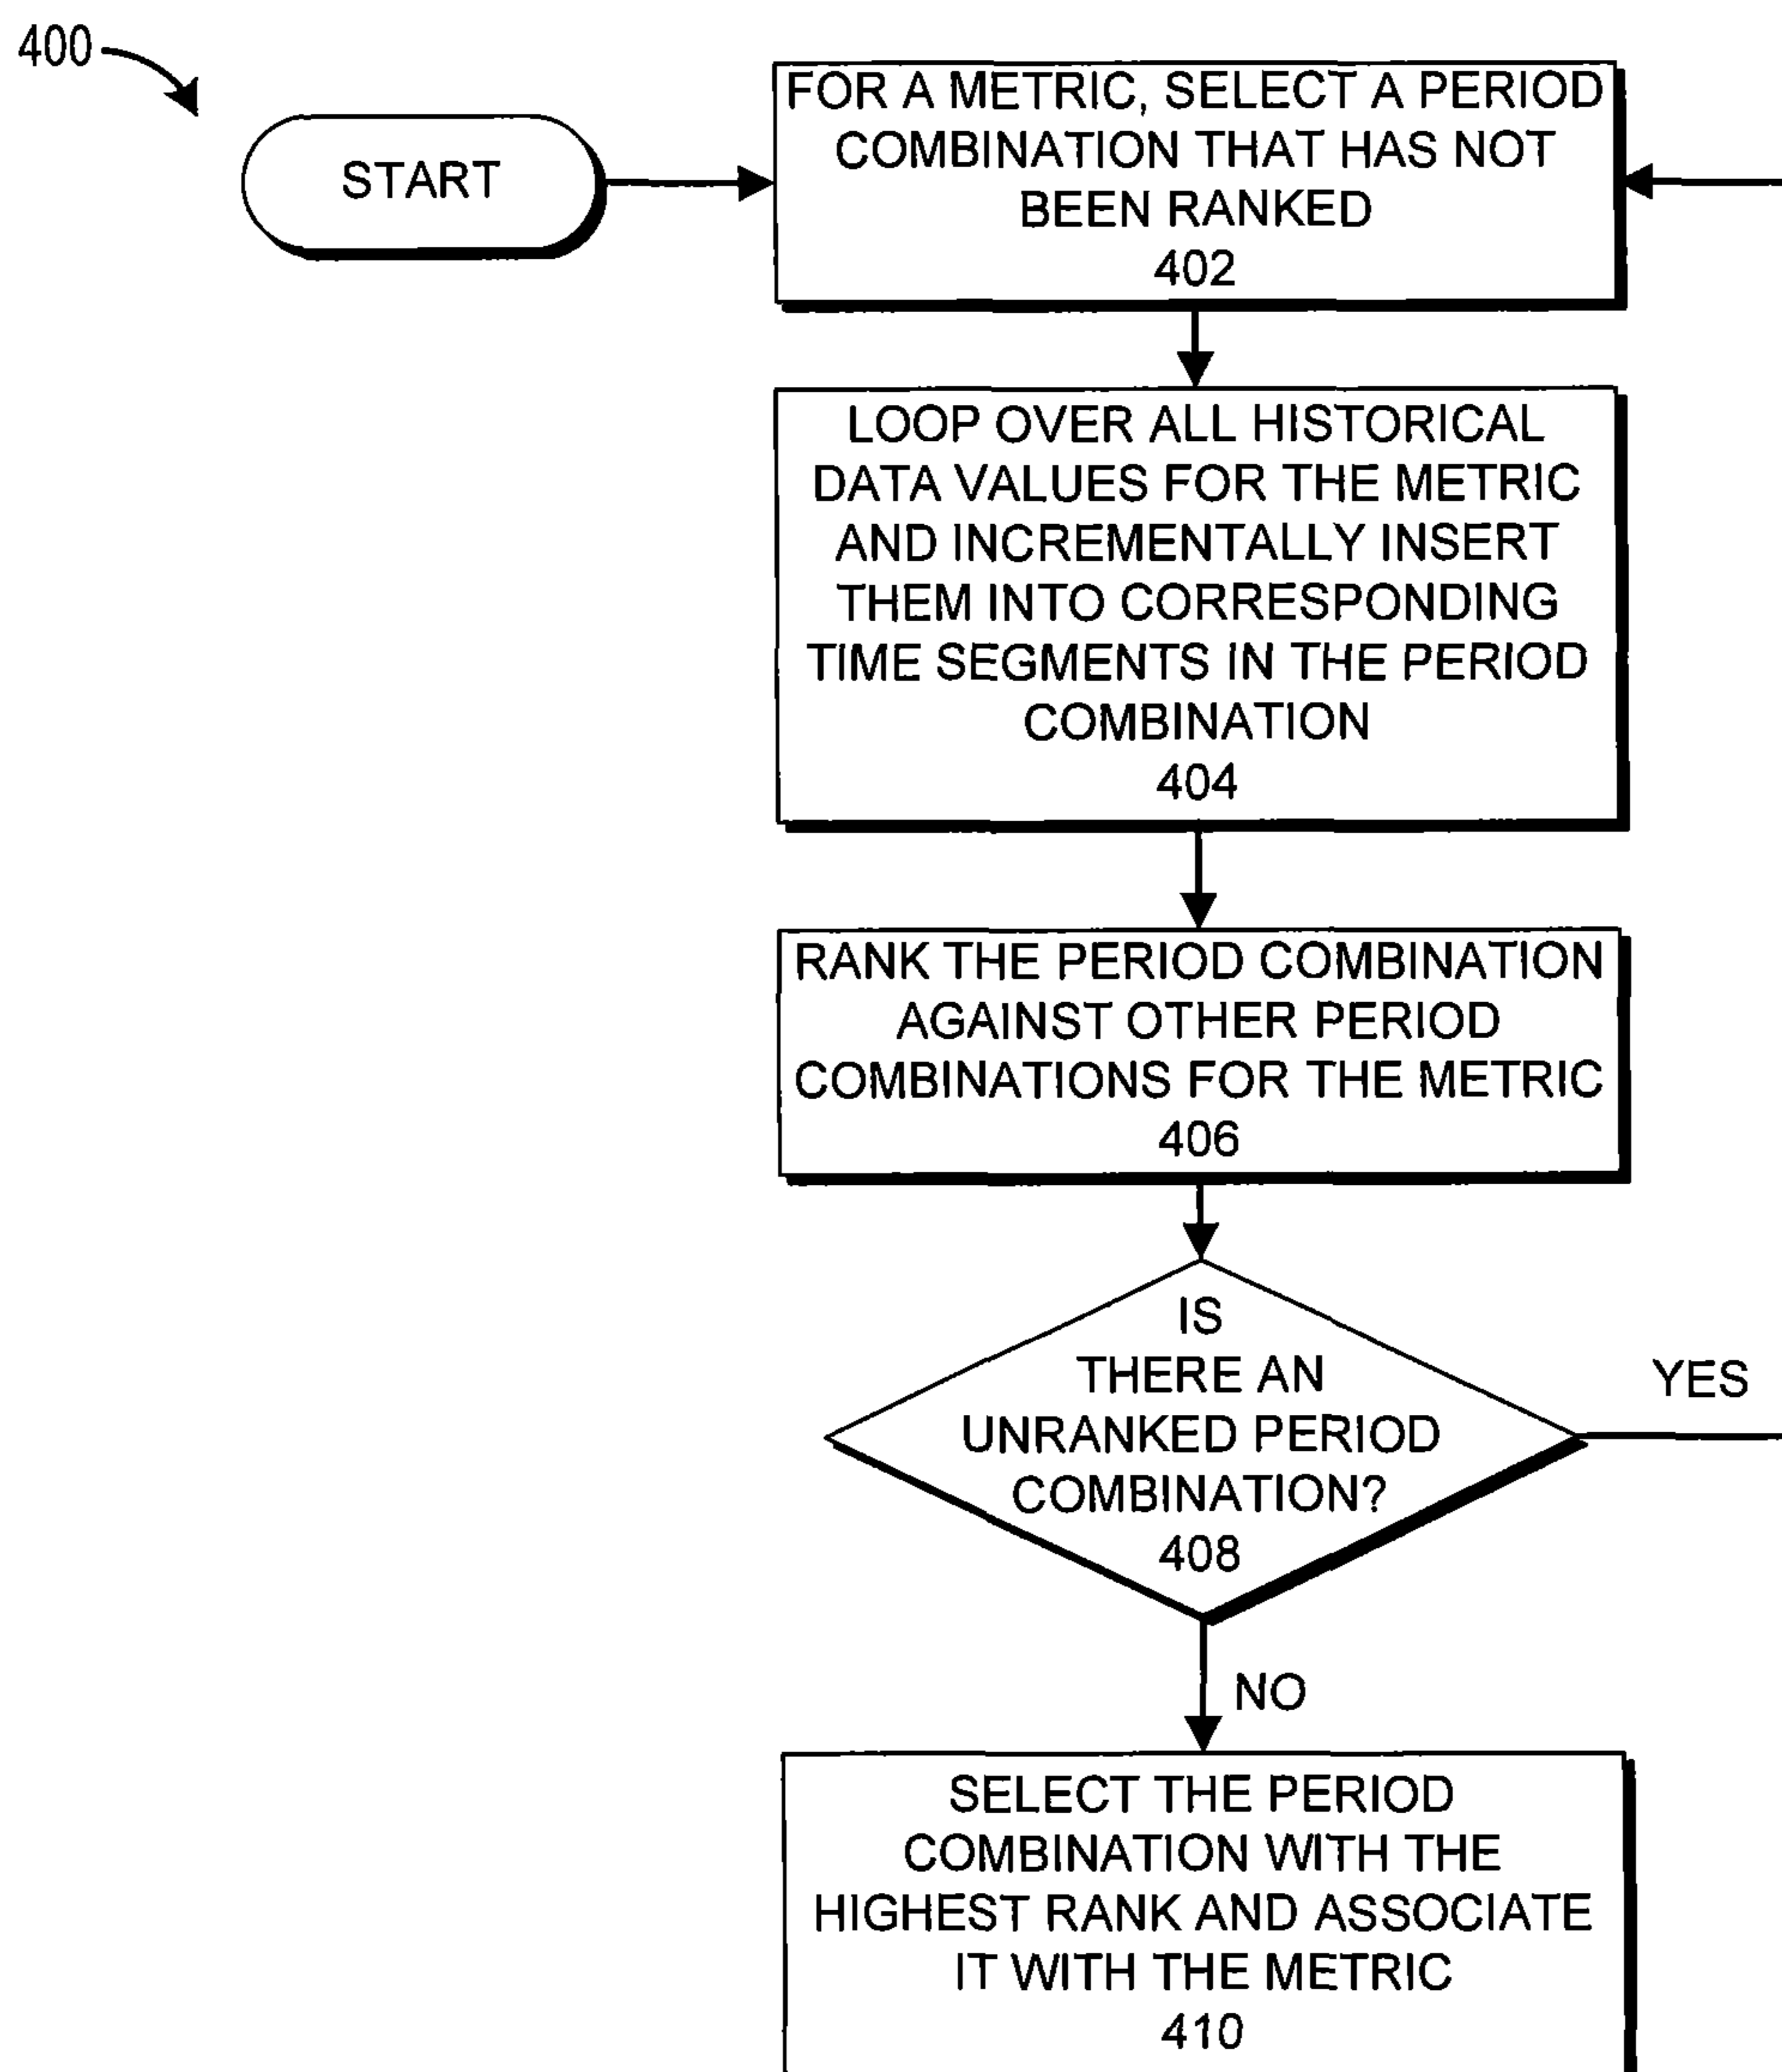 400
START
FOR A METRIC, SELECT A PERIOD
COMBINATION THAT HAS NOT
BEEN RANKED
402
LOOP OVER ALL HISTORICAL
DATA VALUES FOR THE METRIC
AND INCREMENTALLY INSERT
THEM INTO CORRESPONDING
TIME SEGMENTS IN THE PERIOD
COMBINATION
404
RANK THE PERIOD COMBINATION
AGAINST OTHER PERIOD
COMBINATIONS FOR THE METRIC
406
IS
THERE AN
UNRANKED PERIOD
COMBINATION?
408
YES
NO
SELECT THE PERIOD
COMBINATION WITH THE
HIGHEST RANK AND ASSOCIATE
IT WITH THE METRIC
410